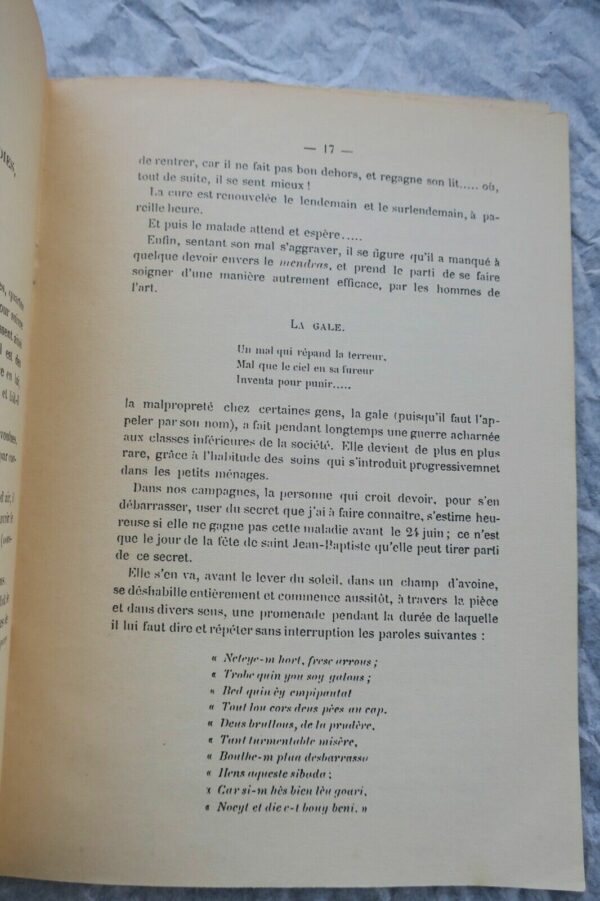 OIES,
— 17 —
de rentrer, car il ne fait pas bon dehors, et regagne son lit..... où,
tout de suite, il se sent mieux !
La cure est renouvelée le lendemain et le surlendemain, à pa-
reille heure.
Et puis le malade attend et espère.....
Enfin, sentant son mal s'aggraver, il se figure qu'il a manqué à
quelque devoir envers le mendras, et prend le parti de se faire
soigner d'une manière autrement efficace, par les hommes de
l'art.
LA GALE.
Un mal qui répand la terreur,
Mal que le ciel en sa fureur
Inventa pour punir.....
la malpropreté chez certaines gens, la gale (puisqu'il faut l'ap-
peler par son nom), a fait pendant longtemps une guerre acharnée
aux classes inférieures de la société. Elle devient de plus en plus
rare, grâce à l'habitude des soins qui s'introduit progressivemnet
dans les petits ménages.
Dans nos campagnes, la personne qui croit devoir, pour s'en
débarrasser, user du secret que j'ai à faire connaître, s'estime heu-
reuse si elle ne gagne pas cette maladie avant le 24 juin ; ce n'est
que le jour de la fête de saint Jean-Baptiste qu'elle peut tirer parti
de ce secret.
Elle s'en va, avant le lever du soleil, dans un champ d'avoine,
se déshabille entièrement et commence aussitôt, à travers la pièce
et dans divers sens, une promenade pendant la durée de laquelle
il lui faut dire et répéter sans interruption les paroles suivantes :
« Neteye-m hort, fresc arrous ;
« Trobe quin you soy galous ;
« Bed quin èy empipautat
« Tout lou cors deus pées au cap.
« Deus brullous, de la prudère,
« Tant turmentable misère,
« Boulhe-m plaa desbarrassa
« Hens aqueste sibada ;
« Car si-m hès bien lèu gouari,
« Nocyt et die e-t bouy beni. »